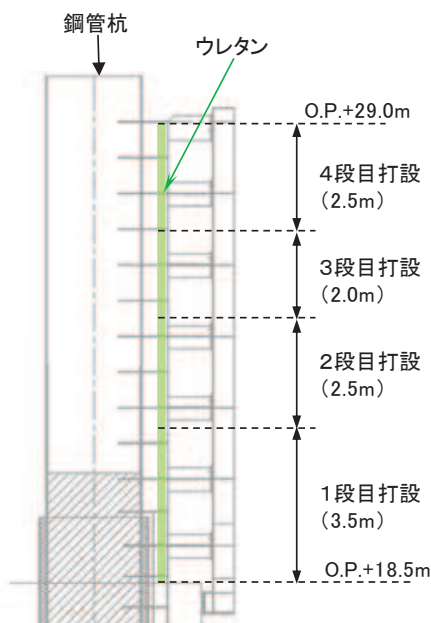 鋼管杭
ウレタン
O.P.+29.0m
4段目打設
（2.5m）
3段目打設
（2.0m）
2段目打設
（2.5m）
1段目打設
（3.5m）
O.P.+18.5m